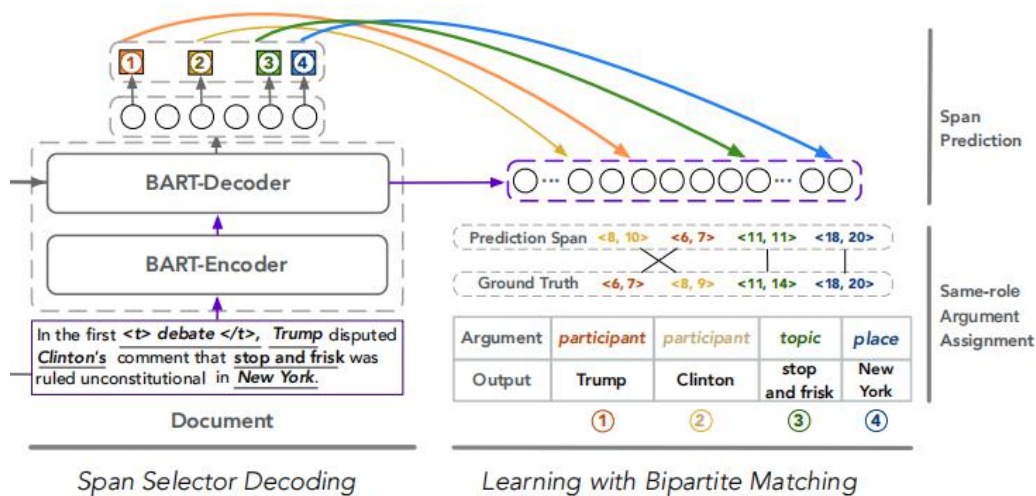 1 2 3 4
BART-Decoder
BART-Encoder
In the first <t> debate </t>, Trump disputed
Clinton's comment that stop and frisk was
ruled unconstitutional in New York.
Document
Span Selector Decoding
... ...
Span
Prediction
Prediction Span <8, 10> <6, 7> <11, 11> <18, 20>
Ground Truth <6, 7> <8, 9> <11, 14> <18, 20>
Argument participant participant topic place
Output Trump Clinton stop and frisk New York
① ② ③ ④
Same-role
Argument
Assignment
Learning with Bipartite Matching